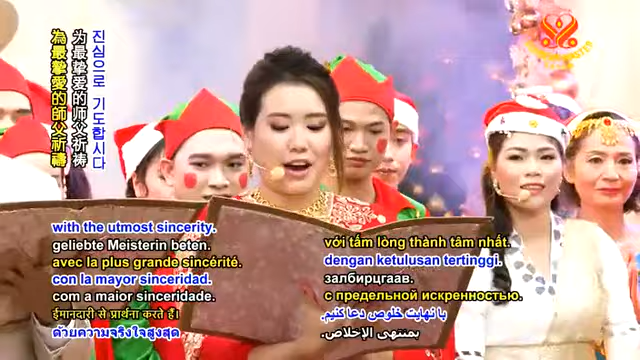 為最摯愛的師父祈禱
为最挚爱的师父祈祷
진심으로 기도합시다
with the utmost sincerity.
geliebte Meisterin beten.
avec la plus grande sincérité.
con la mayor sinceridad.
com a maior sinceridade.
ईमानदारी से प्रार्थना करते हैं।
ด้วยความจริงใจสูงสุด
với tấm lòng thành tâm nhất.
dengan ketulusan tertinggi.
залбирцгаав.
с предельной искренностью.
با نهایت خلوص دعا کنیم.
بمنتهى الإخلاص.